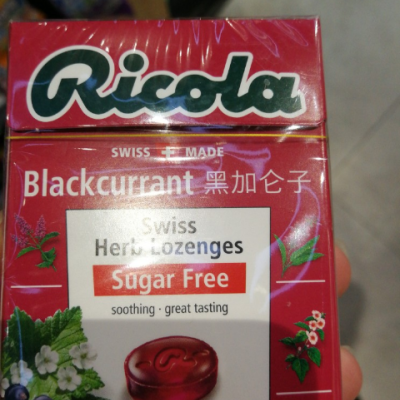 Ricola
SWISS MADE
Blackcurrant 黑加仑子
Swiss
Herb Lozenges
Sugar Free
soothing · great tasting